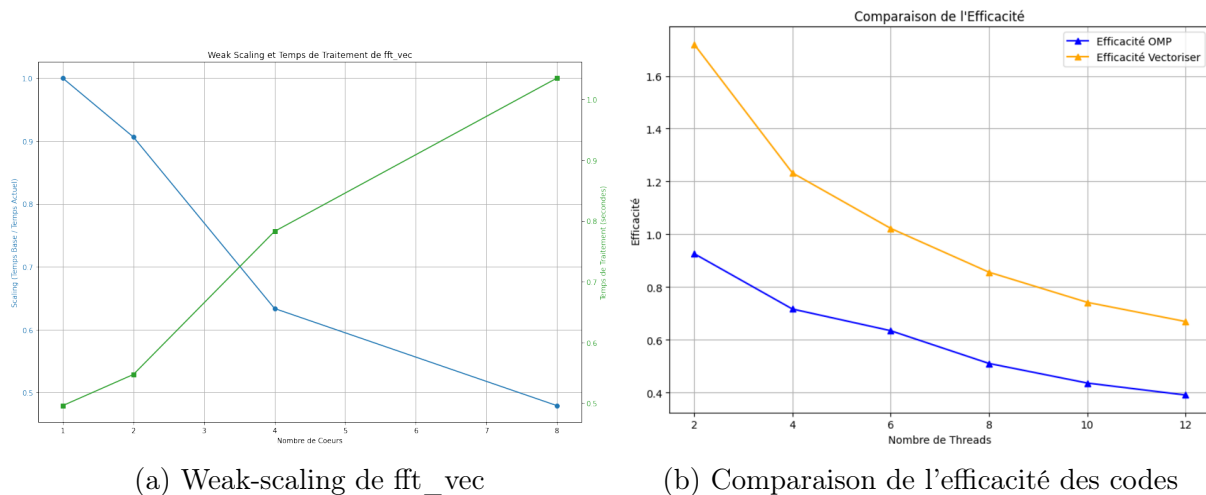 Weak Scaling et Temps de Traitement de fft_vec
1.0
0.9
0.8
0.7
0.6
0.5
Scaling (Temps Base / Temps Actuel)
1.0
0.9
0.8
0.7
0.6
0.5
Temps de Traitement (secondes)
1 2 3 4 5 6 7 8
Nombre de Coeurs
(a) Weak-scaling de fft_vec
Comparaison de l'Efficacité
Efficacité OMP
Efficacité Vectoriser
1.6
1.4
1.2
1.0
0.8
0.6
0.4
Efficacité
2 4 6 8 10 12
Nombre de Threads
(b) Comparaison de l'efficacité des codes